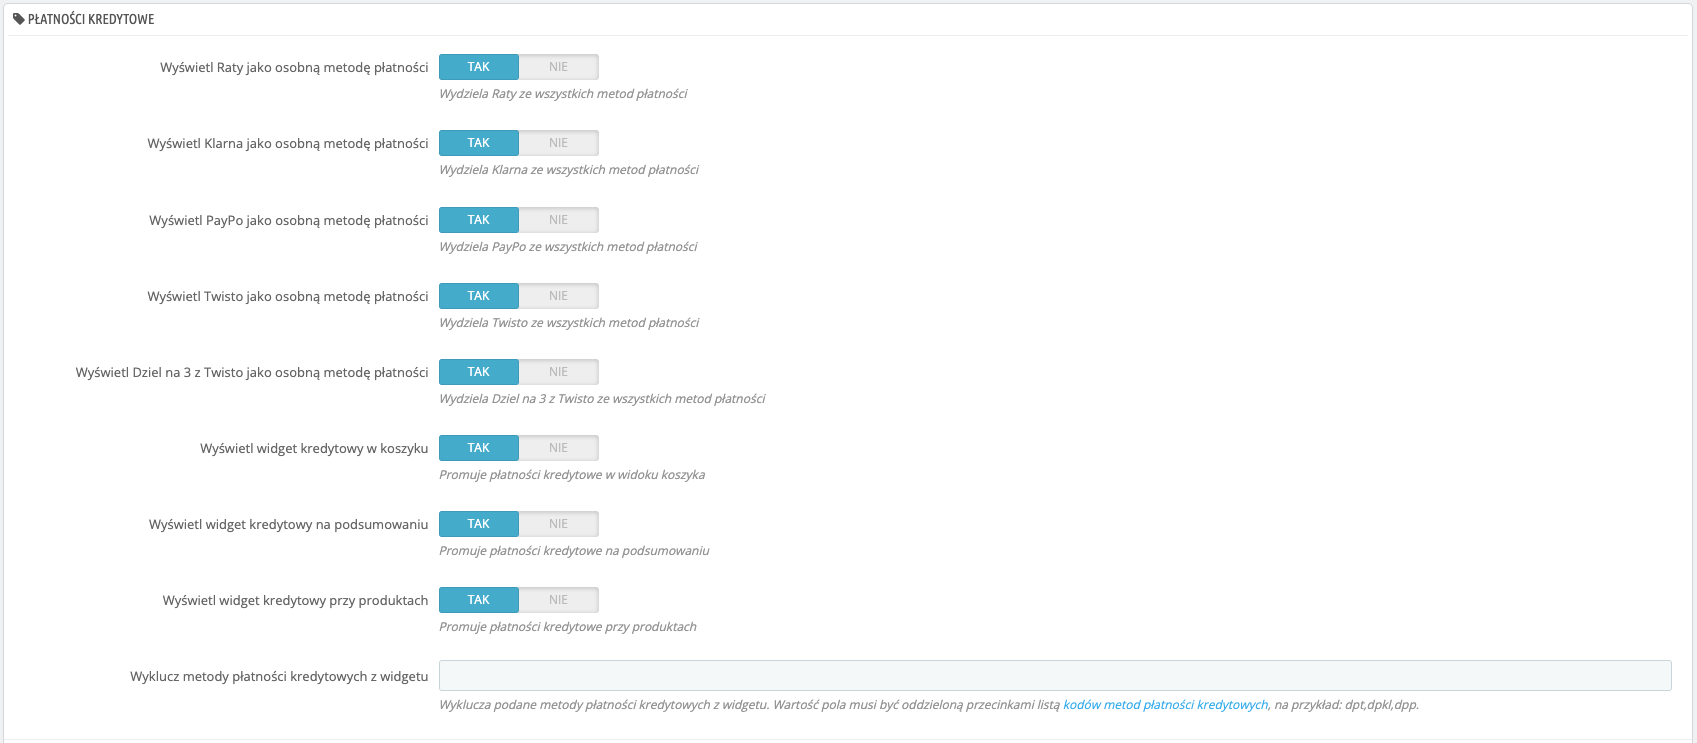 PŁATNOŚCI KREDYTOWE
Wyświetl Raty jako osobną metodę płatności TAK NIE
Wydziela Raty ze wszystkich metod płatności
Wyświetl Klarna jako osobną metodę płatności TAK NIE
Wydziela Klarna ze wszystkich metod płatności
Wyświetl PayPo jako osobną metodę płatności TAK NIE
Wydziela PayPo ze wszystkich metod płatności
Wyświetl Twisto jako osobną metodę płatności TAK NIE
Wydziela Twisto ze wszystkich metod płatności
Wyświetl Dziel na 3 z Twisto jako osobną metodę płatności TAK NIE
Wydziela Dziel na 3 z Twisto ze wszystkich metod płatności
Wyświetl widget kredytowy w koszyku TAK NIE
Promuje płatności kredytowe w widoku koszyka
Wyświetl widget kredytowy na podsumowaniu TAK NIE
Promuje płatności kredytowe na podsumowaniu
Wyświetl widget kredytowy przy produktach TAK NIE
Promuje płatności kredytowe przy produktach
Wyklucz metody płatności kredytowych z widgetu
Wyklucza podane metody płatności kredytowych z widgetu. Wartość pola musi być oddzieloną przecinkami listą kodów metod płatności kredytowych, na przykład: dpt,dpkl,dpp.